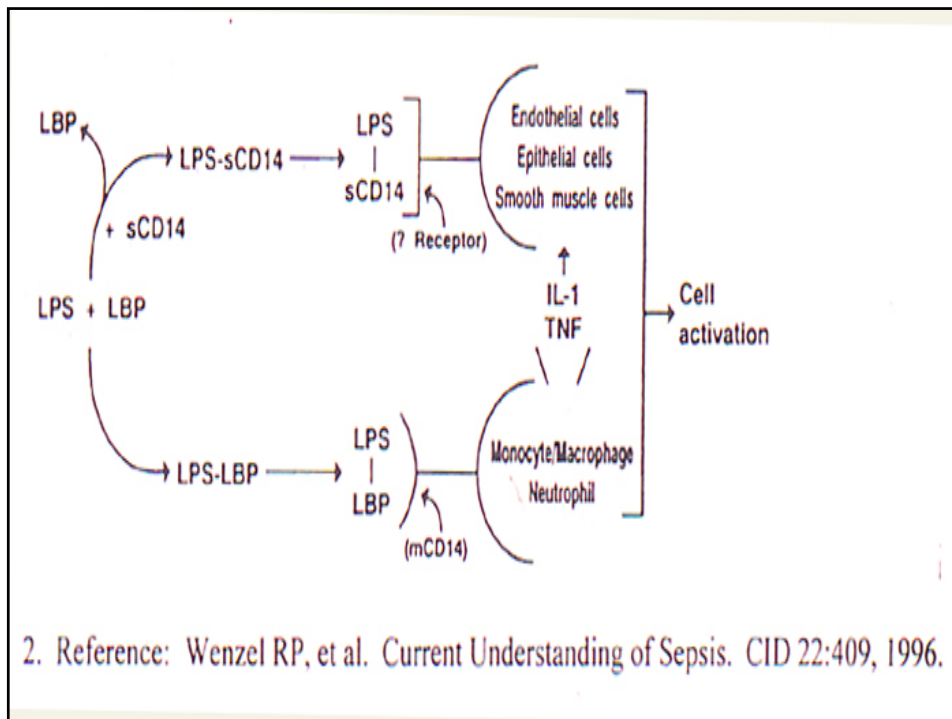 LBP
LPS-sCD14
LPS
sCD14
+ sCD14
(? Receptor)
Endothelial cells
Epithelial cells
Smooth muscle cells
LPS + LBP
IL-1
TNF
Cell
activation
LPS-LBP
LPS
LBP
(mCD14)
Monocyte/Macrophage
Neutrophil
2. Reference: Wenzel RP, et al. Current Understanding of Sepsis. CID 22:409, 1996.